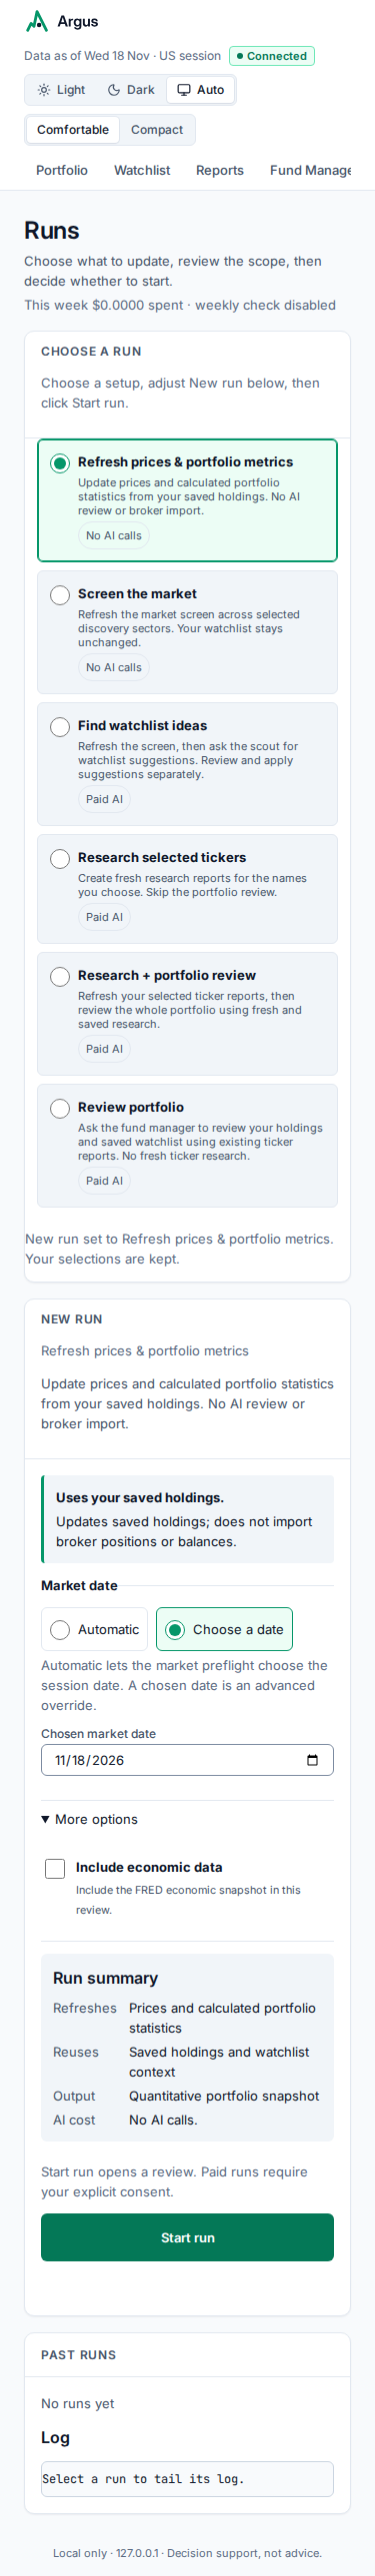 Argus
Data as of Wed 18 Nov · US session Connected
Light Dark Auto
Comfortable Compact
Portfolio Watchlist Reports Fund Manage
Runs
Choose what to update, review the scope, then
decide whether to start.
This week $0.0000 spent · weekly check disabled
CHOOSE A RUN
Choose a setup, adjust New run below, then
click Start run.
Refresh prices & portfolio metrics
Update prices and calculated portfolio
statistics from your saved holdings. No AI
review or broker import.
No AI calls
Screen the market
Refresh the market screen across selected
discovery sectors. Your watchlist stays
unchanged.
No AI calls
Find watchlist ideas
Refresh the screen, then ask the scout for
watchlist suggestions. Review and apply
suggestions separately.
Paid AI
Research selected tickers
Create fresh research reports for the names
you choose. Skip the portfolio review.
Paid AI
Research + portfolio review
Refresh your selected ticker reports, then
review the whole portfolio using fresh and
saved research.
Paid AI
Review portfolio
Ask the fund manager to review your holdings
and saved watchlist using existing ticker
reports. No fresh ticker research.
Paid AI
New run set to Refresh prices & portfolio metrics.
Your selections are kept.
NEW RUN
Refresh prices & portfolio metrics
Update prices and calculated portfolio statistics
from your saved holdings. No AI review or
broker import.
Uses your saved holdings.
Updates saved holdings; does not import
broker positions or balances.
Market date
Automatic Choose a date
Automatic lets the market preflight choose the
session date. A chosen date is an advanced
override.
Chosen market date
11/18/2026
More options
Include economic data
Include the FRED economic snapshot in this
review.
Run summary
Refreshes Prices and calculated portfolio
statistics
Reuses Saved holdings and watchlist
context
Output Quantitative portfolio snapshot
AI cost No AI calls.
Start run opens a review. Paid runs require
your explicit consent.
Start run
PAST RUNS
No runs yet
Log
Select a run to tail its log.
Local only · 127.0.0.1 · Decision support, not advice.